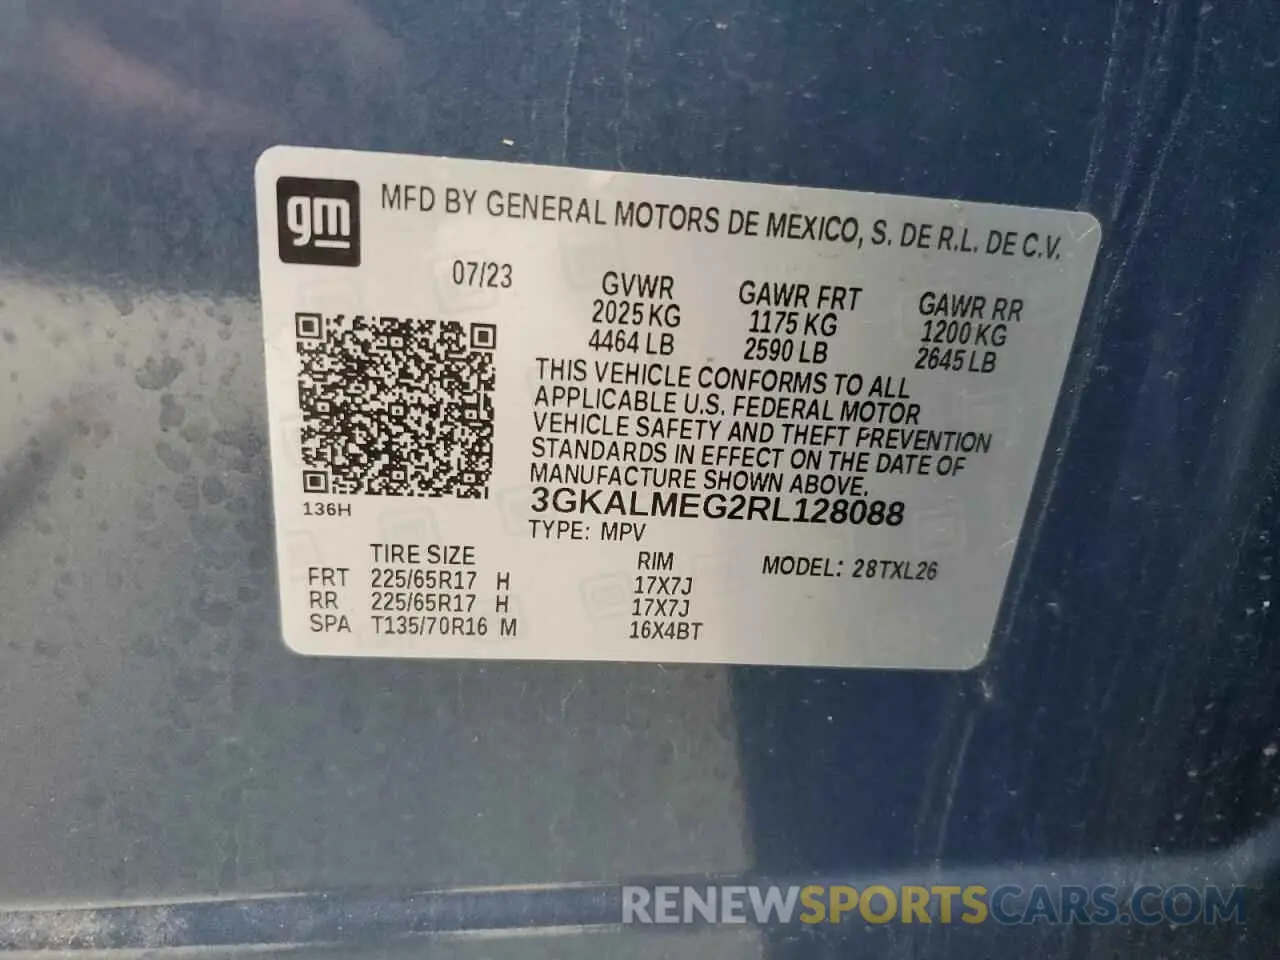 gm
MFD BY GENERAL MOTORS DE MEXICO, S. DE R.L. DE C.V.
07/23
GVWR GAWR FRT GAWR RR
2025 KG 1175 KG 1200 KG
4464 LB 2590 LB 2645 LB
THIS VEHICLE CONFORMS TO ALL
APPLICABLE U.S. FEDERAL MOTOR
VEHICLE SAFETY AND THEFT PREVENTION
STANDARDS IN EFFECT ON THE DATE OF
MANUFACTURE SHOWN ABOVE.
3GKALMEG2RL128088
136H
TYPE: MPV
TIRE SIZE RIM MODEL: 28TXL26
FRT 225/65R17 H 17X7J
RR 225/65R17 H 17X7J
SPA T135/70R16 M 16X4BT
RENEWSPORTSCARS.COM